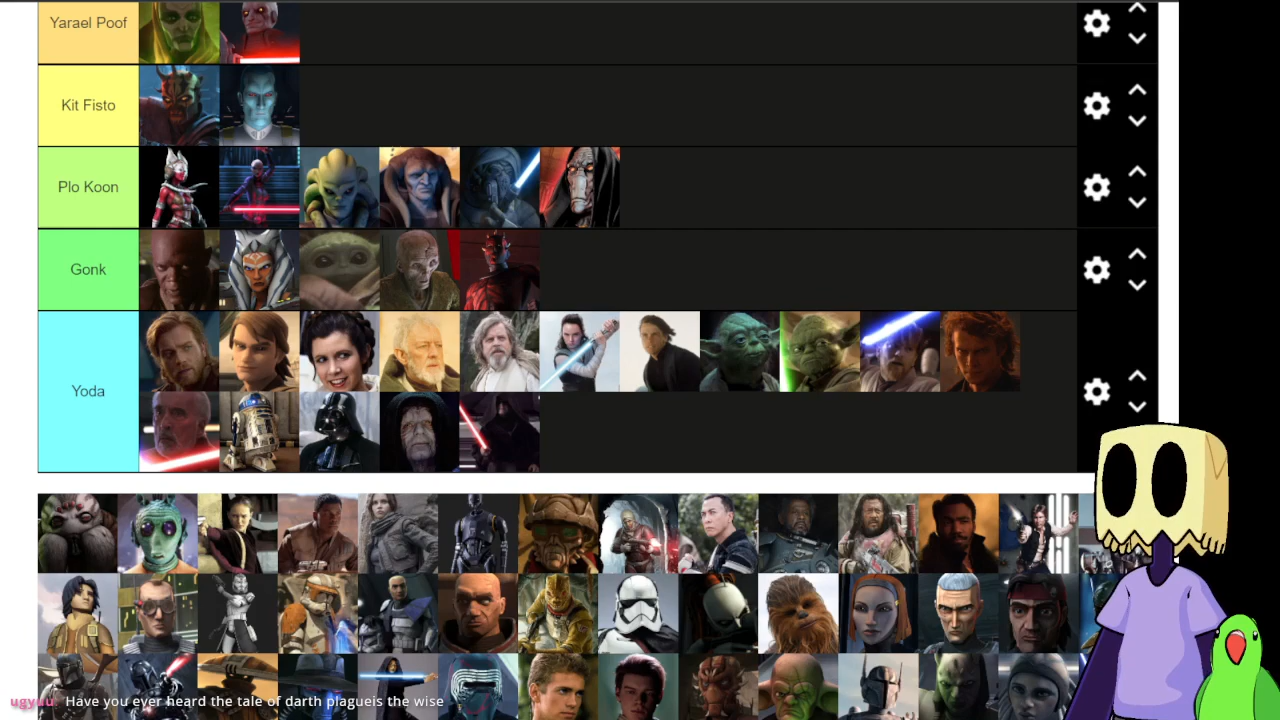 Yarael Poof
Kit Fisto
Plo Koon
Gonk
Yoda
ugyuu: Have you ever heard the tale of darth plagueis the wise